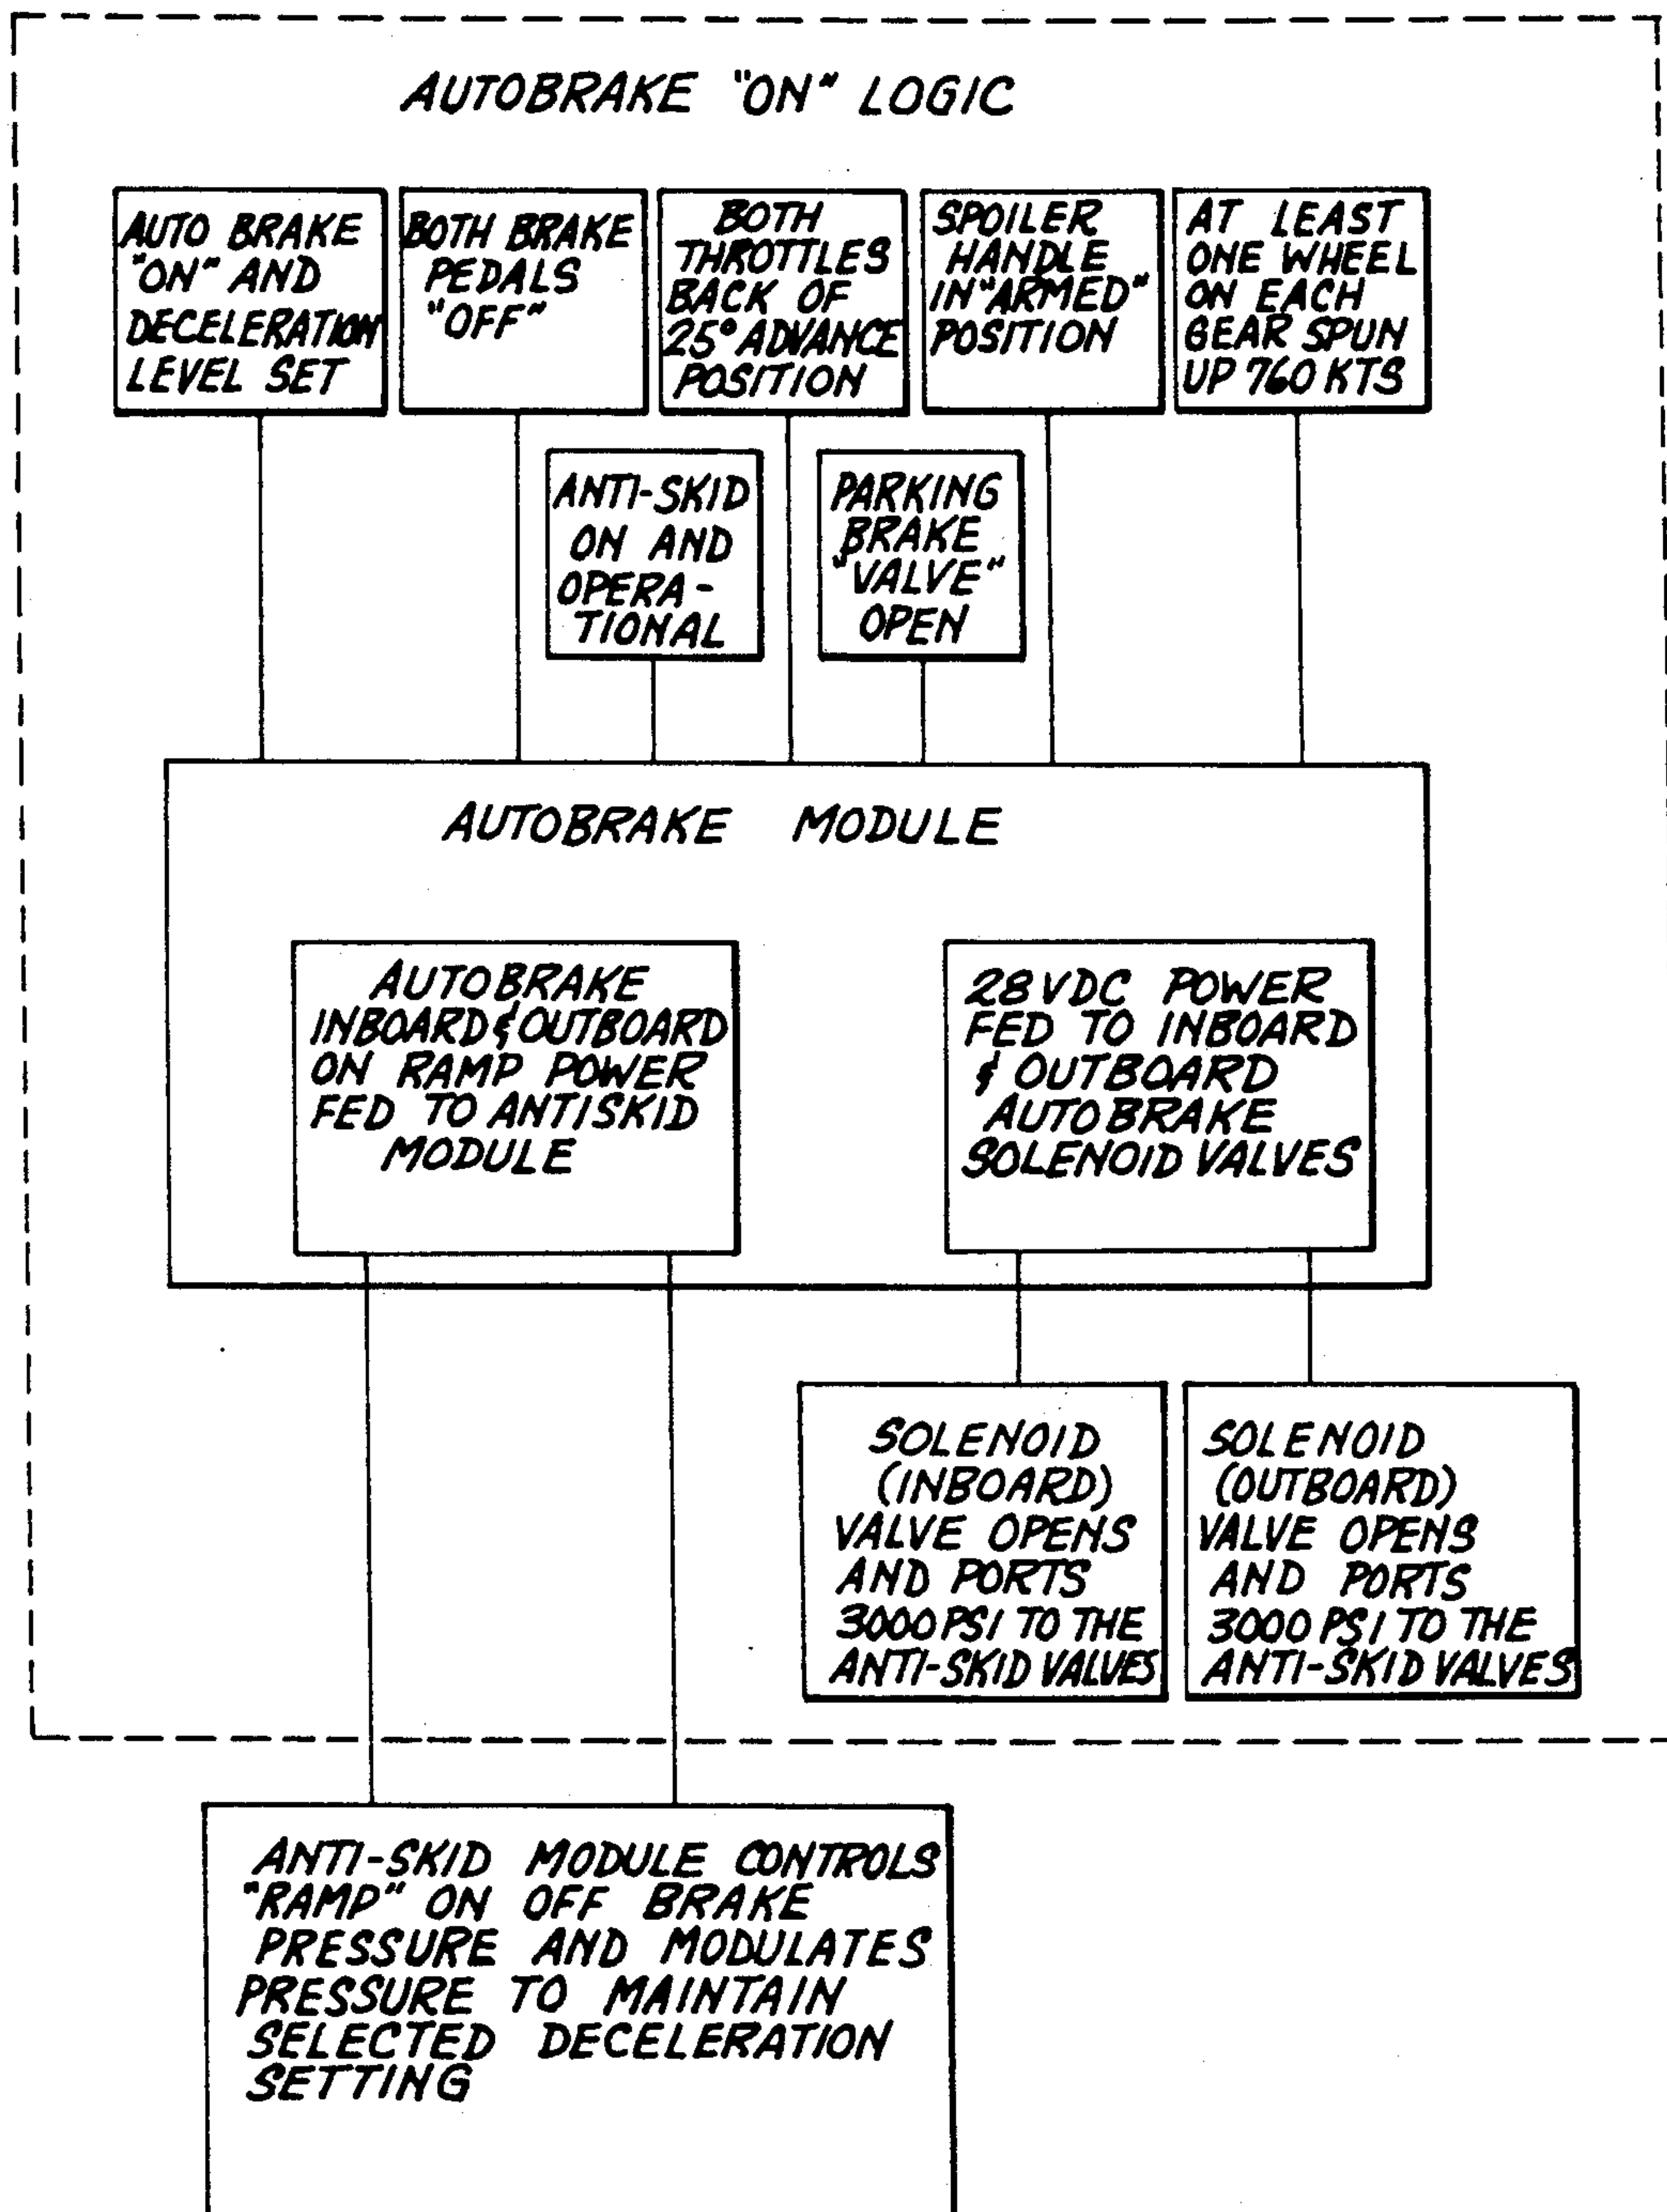 AUTOBRAKE "ON" LOGIC
AUTO BRAKE
"ON" AND
DECELERATION
LEVEL SET
BOTH BRAKE
PEDALS
"OFF"
BOTH
THROTTLES
BACK OF
25° ADVANCE
POSITION
SPOILER
HANDLE
IN "ARMED"
POSITION
AT LEAST
ONE WHEEL
ON EACH
GEAR SPUN
UP 760 KTS
ANTI-SKID
ON AND
OPERA-
TIONAL
PARKING
BRAKE
"VALVE"
OPEN
AUTOBRAKE MODULE
AUTOBRAKE
INBOARD & OUTBOARD
ON RAMP POWER
FED TO ANTISKID
MODULE
28 VDC POWER
FED TO INBOARD
& OUTBOARD
AUTO BRAKE
SOLENOID VALVES
SOLENOID
(INBOARD)
VALVE OPENS
AND PORTS
3000 PSI TO THE
ANTI-SKID VALVES
SOLENOID
(OUTBOARD)
VALVE OPENS
AND PORTS
3000 PSI TO THE
ANTI-SKID VALVES
ANTI-SKID MODULE CONTROLS
"RAMP" ON OFF BRAKE
PRESSURE AND MODULATES
PRESSURE TO MAINTAIN
SELECTED DECELERATION
SETTING